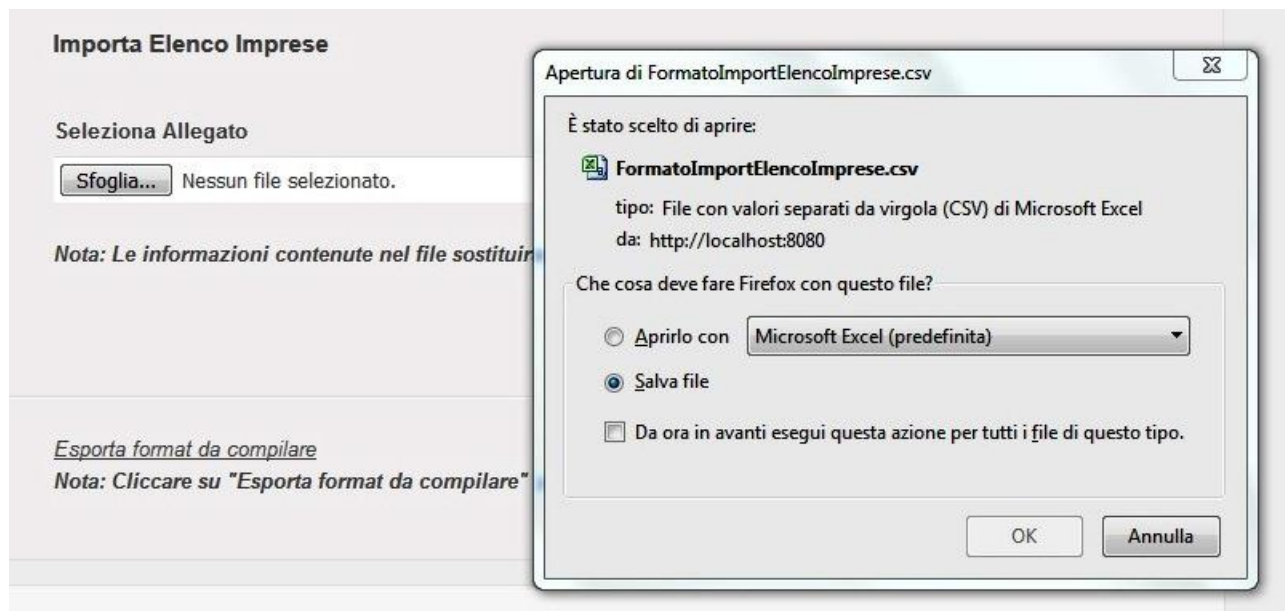 Importa Elenco Imprese
Seleziona Allegato
Sfoglia... Nessun file selezionato.
Nota: Le informazioni contenute nel file sostituir
Esporta format da compilare
Nota: Cliccare su "Esporta format da compilare"
Apertura di FormatoImportElencoImprese.csv
È stato scelto di aprire:
FormatoImportElencoImprese.csv
tipo: File con valori separati da virgola (CSV) di Microsoft Excel
da: http://localhost:8080
Che cosa deve fare Firefox con questo file?
Aprirlo con Microsoft Excel (predefinita)
Salva file
Da ora in avanti esegui questa azione per tutti i file di questo tipo.
OK Annulla